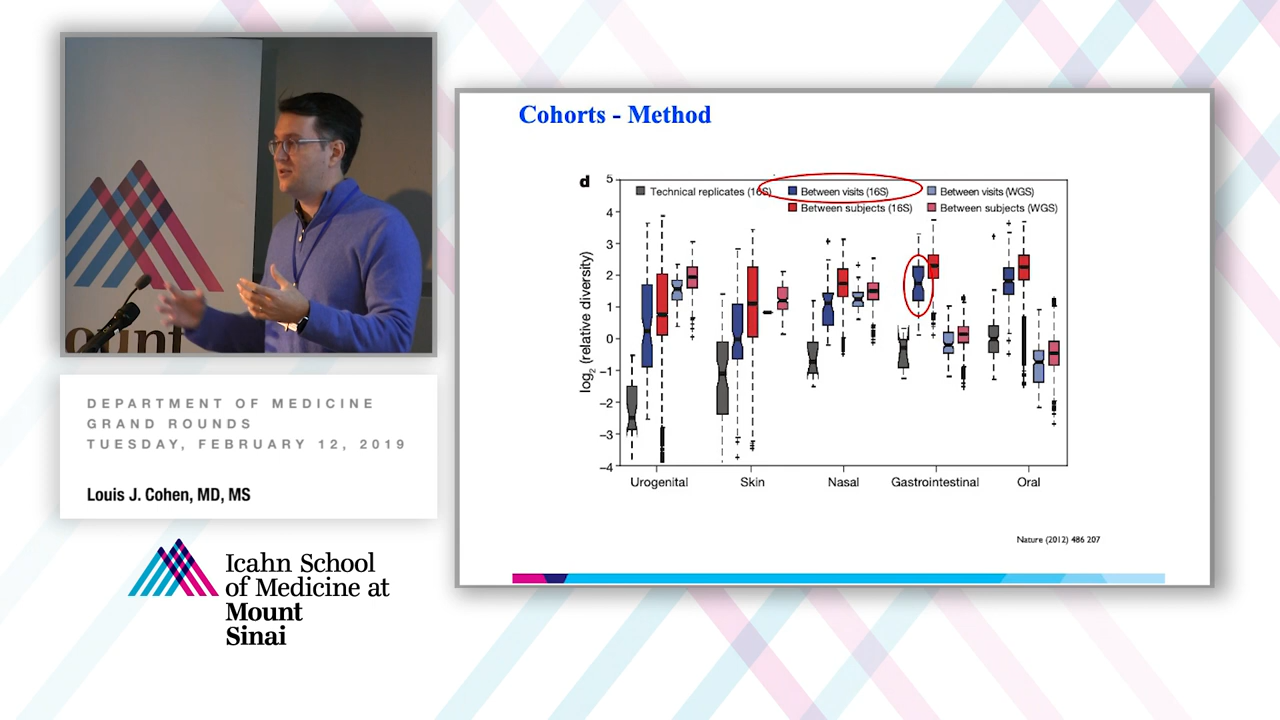 ount
DEPARTMENT OF MEDICINE
GRAND ROUNDS
TUESDAY, FEBRUARY 12, 2019
Louis J. Cohen, MD, MS
Icahn School
of Medicine at
Mount
Sinai
Cohorts - Method
d
Technical replicates (16S)
Between visits (16S)
Between visits (WGS)
Between subjects (16S)
Between subjects (WGS)
log2 (relative diversity)
5
4
3
2
1
0
–1
–2
–3
–4
Urogenital Skin Nasal Gastrointestinal Oral
Nature (2012) 486 207